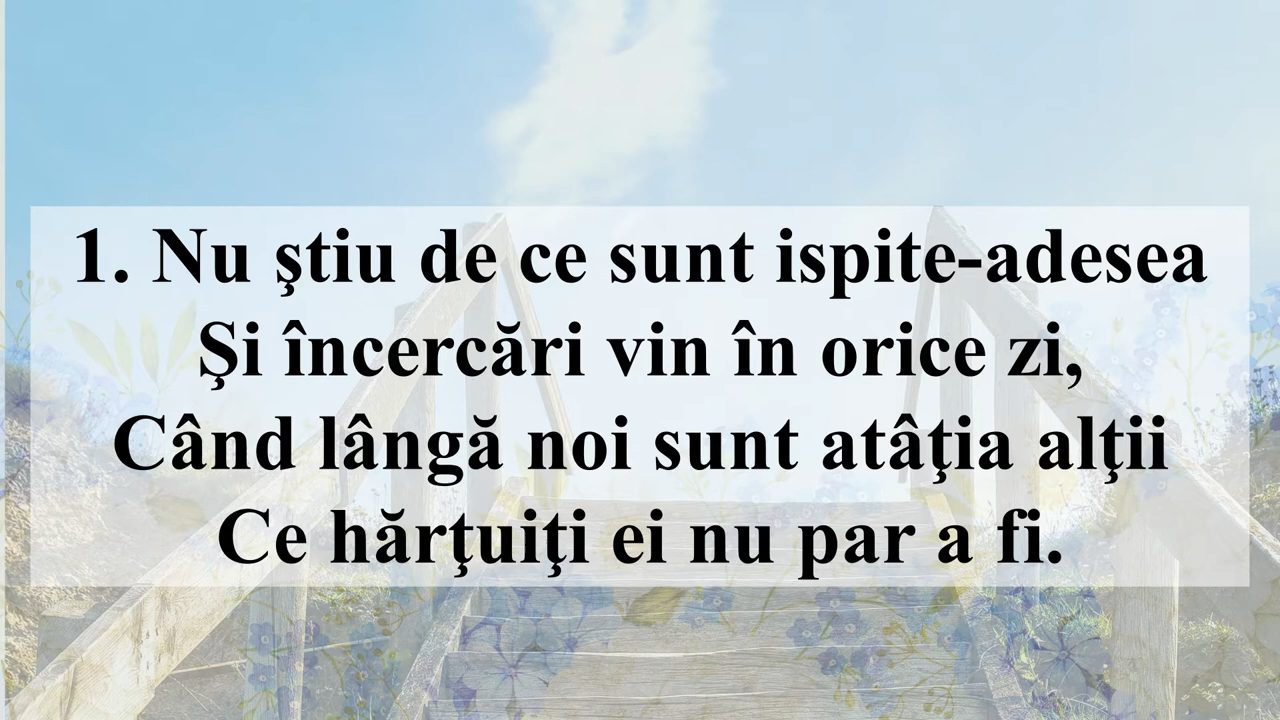 1. Nu ştiu de ce sunt ispite-adesea
Şi încercări vin în orice zi,
Când lângă noi sunt atâţia alţii
Ce hărţuiţi ei nu par a fi.